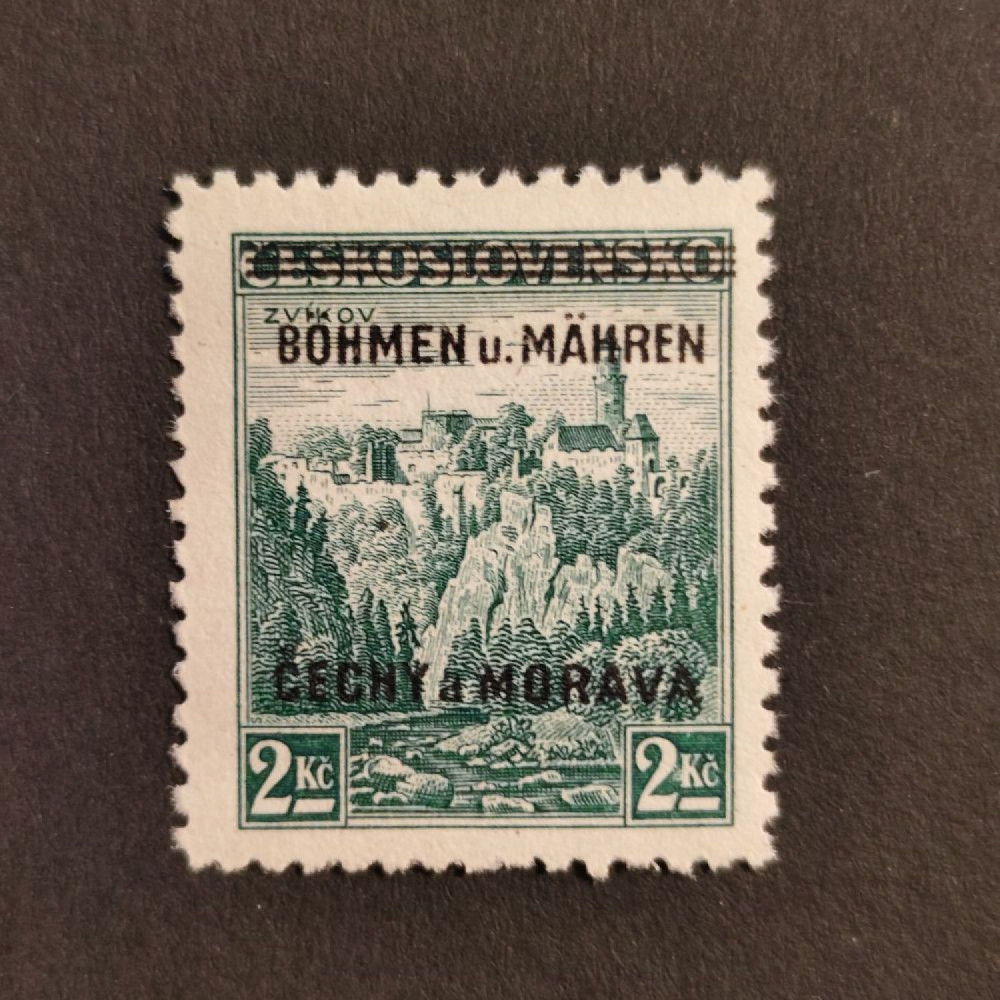 ČESKOSLOVENSKO
ZVÍKOV
BÖHMEN u. MÄHREN
ČECHY a MORAVA
2 Kč 2 Kč